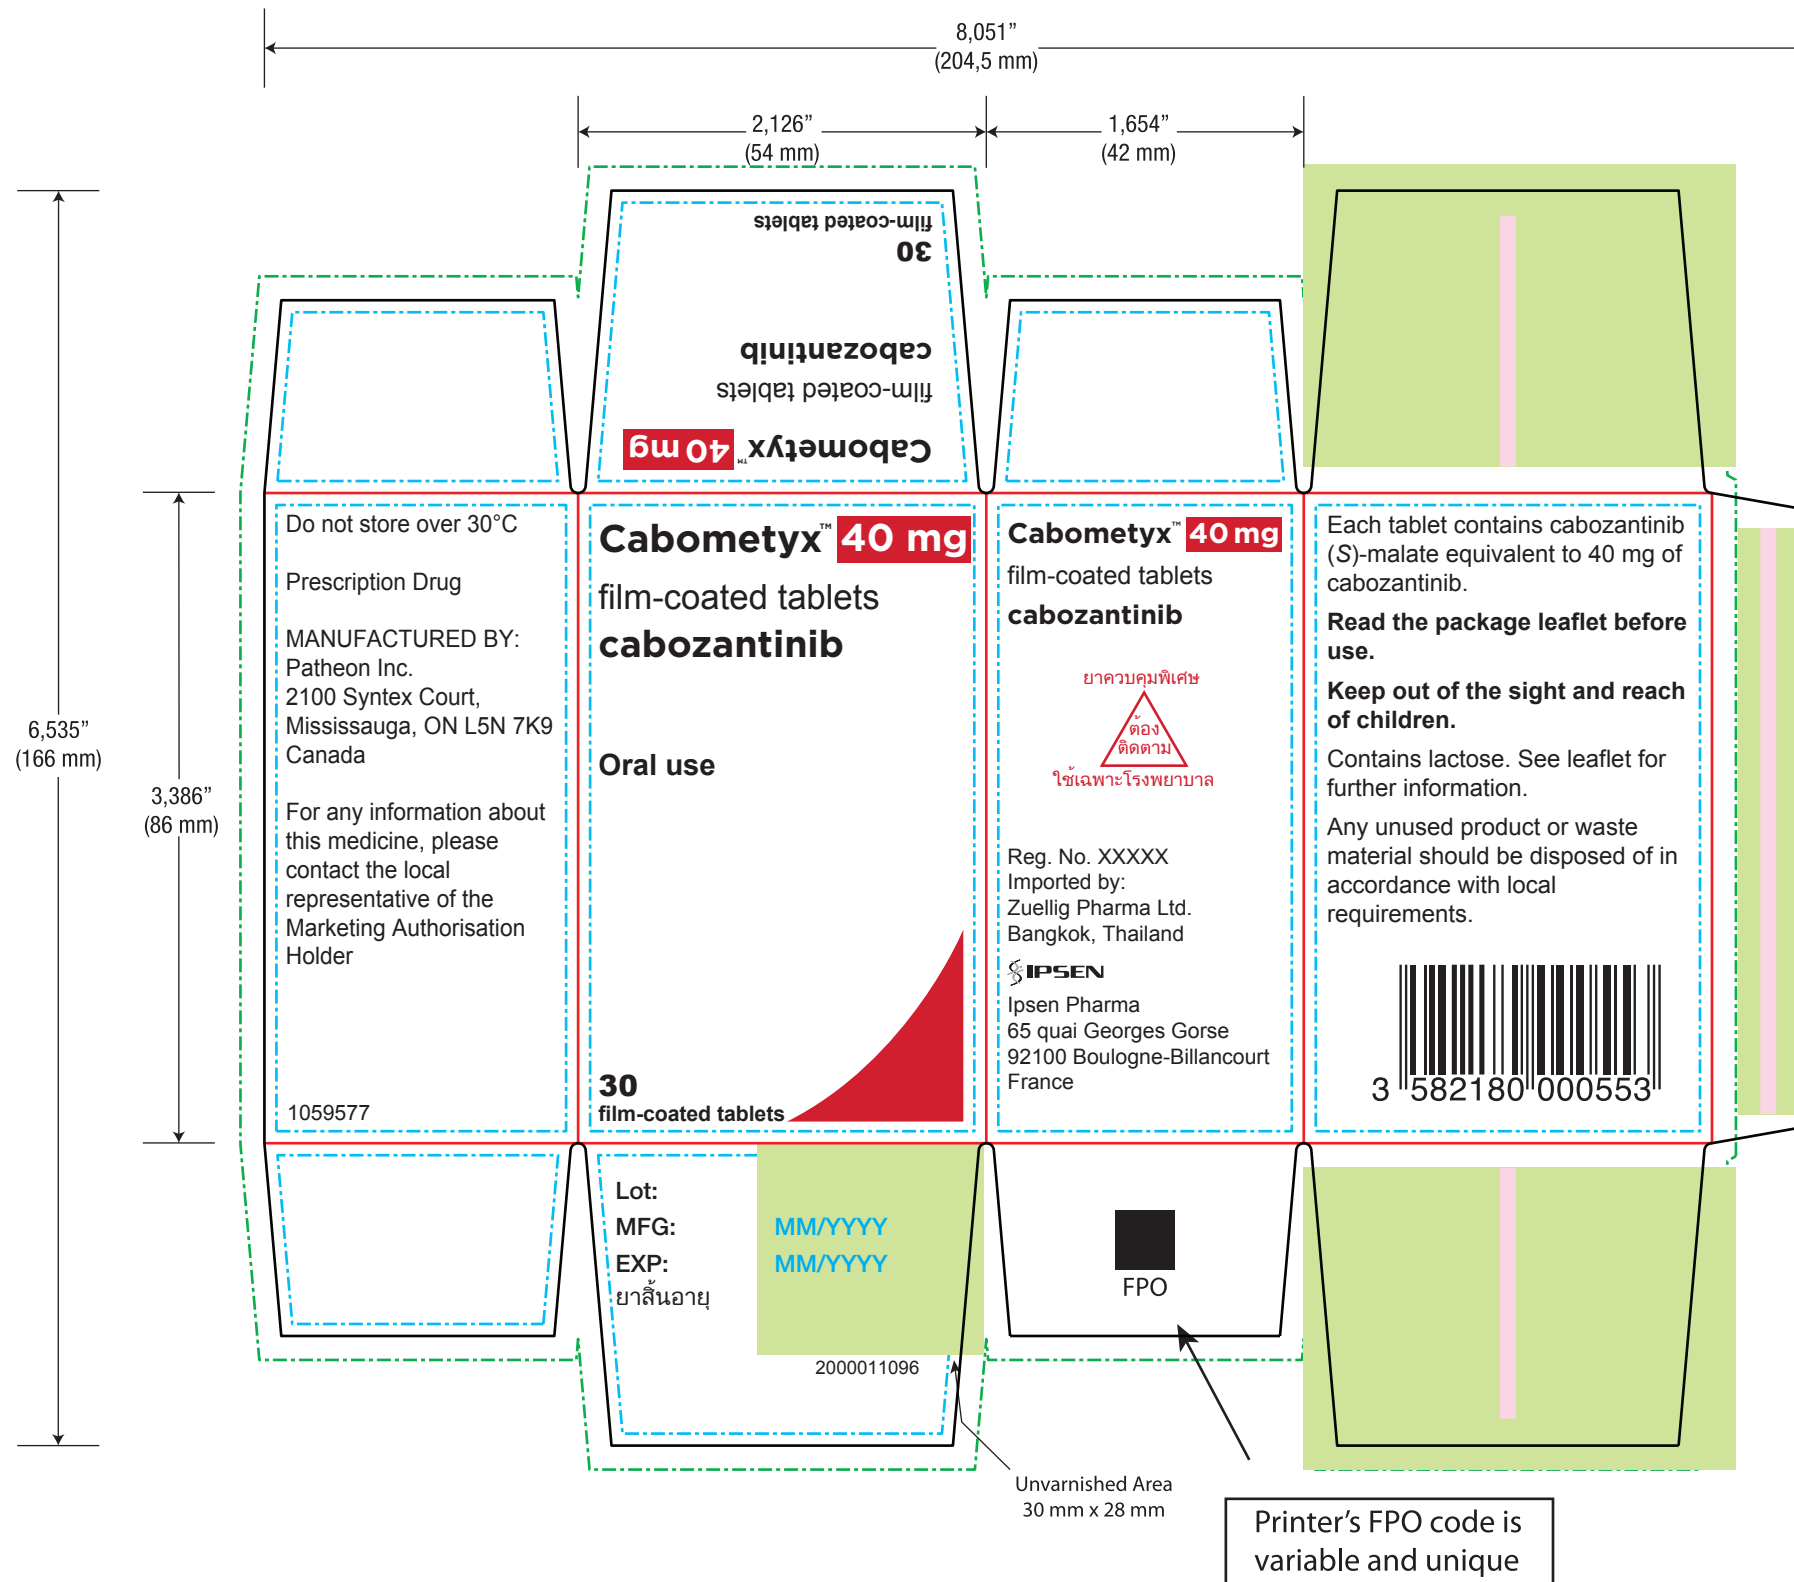 8,051”
(204,5 mm)
2,126”
(54 mm)
1,654”
(42 mm)
6,535”
(166 mm)
3,386”
(86 mm)
Cabometyx™ 40 mg
film-coated tablets
cabozantinib
30
film-coated tablets
Do not store over 30°C
Prescription Drug
MANUFACTURED BY:
Patheon Inc.
2100 Syntex Court,
Mississauga, ON L5N 7K9
Canada
For any information about
this medicine, please
contact the local
representative of the
Marketing Authorisation
Holder
1059577
Cabometyx™ 40 mg
film-coated tablets
cabozantinib
Oral use
30
film-coated tablets
Cabometyx™ 40 mg
film-coated tablets
cabozantinib
ยาควบคุมพิเศษ
ต้อง
ติดตาม
ใช้เฉพาะโรงพยาบาล
Reg. No. XXXXX
Imported by:
Zuellig Pharma Ltd.
Bangkok, Thailand
IPSEN
Ipsen Pharma
65 quai Georges Gorse
92100 Boulogne-Billancourt
France
Each tablet contains cabozantinib
(S)-malate equivalent to 40 mg of
cabozantinib.
Read the package leaflet before
use.
Keep out of the sight and reach
of children.
Contains lactose. See leaflet for
further information.
Any unused product or waste
material should be disposed of in
accordance with local
requirements.
3 582180 000553
Lot:
MFG: MM/YYYY
EXP: MM/YYYY
ยาสิ้นอายุ
2000011096
FPO
Unvarnished Area
30 mm x 28 mm
Printer’s FPO code is
variable and unique